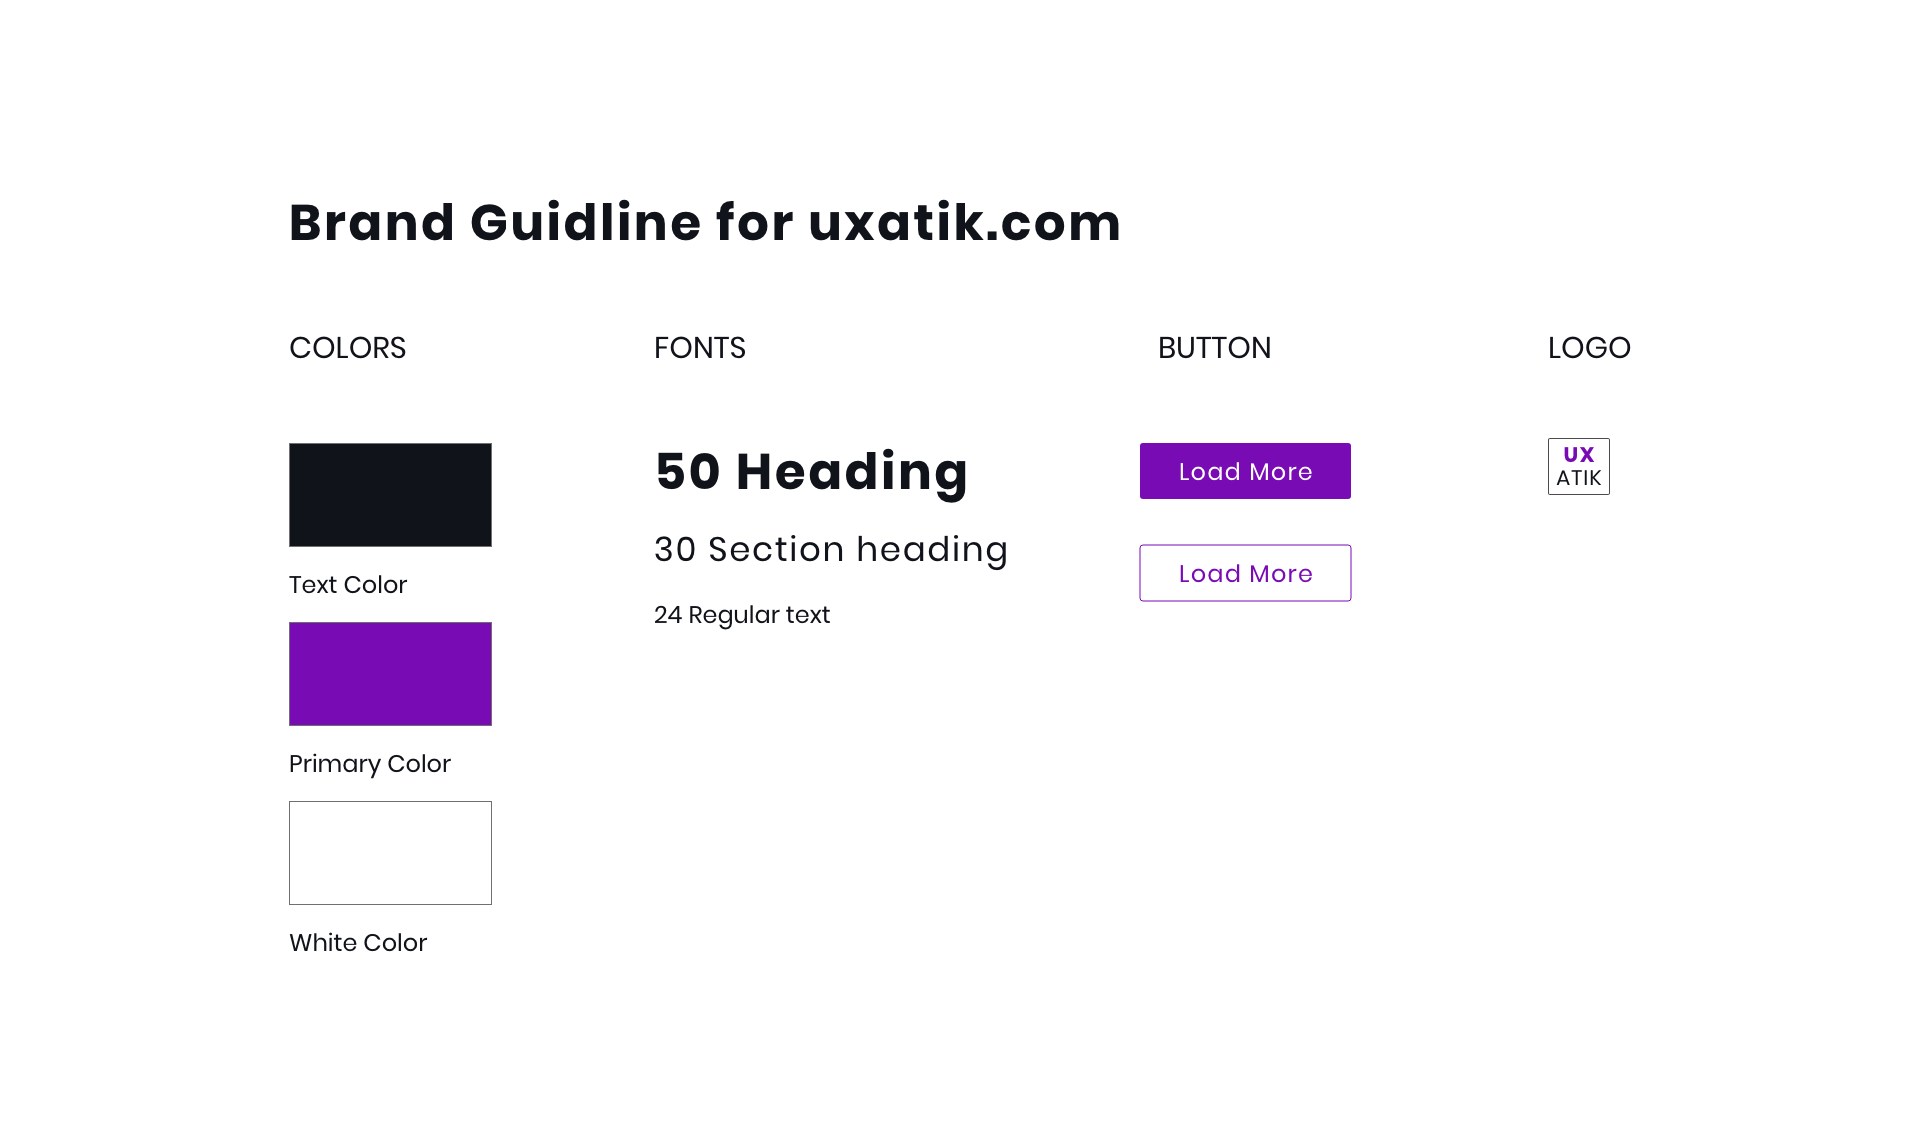 Brand Guidline for uxatik.com
COLORS
FONTS
BUTTON
LOGO
Text Color
Primary Color
White Color
50 Heading
30 Section heading
24 Regular text
Load More
Load More
UX
ATIK